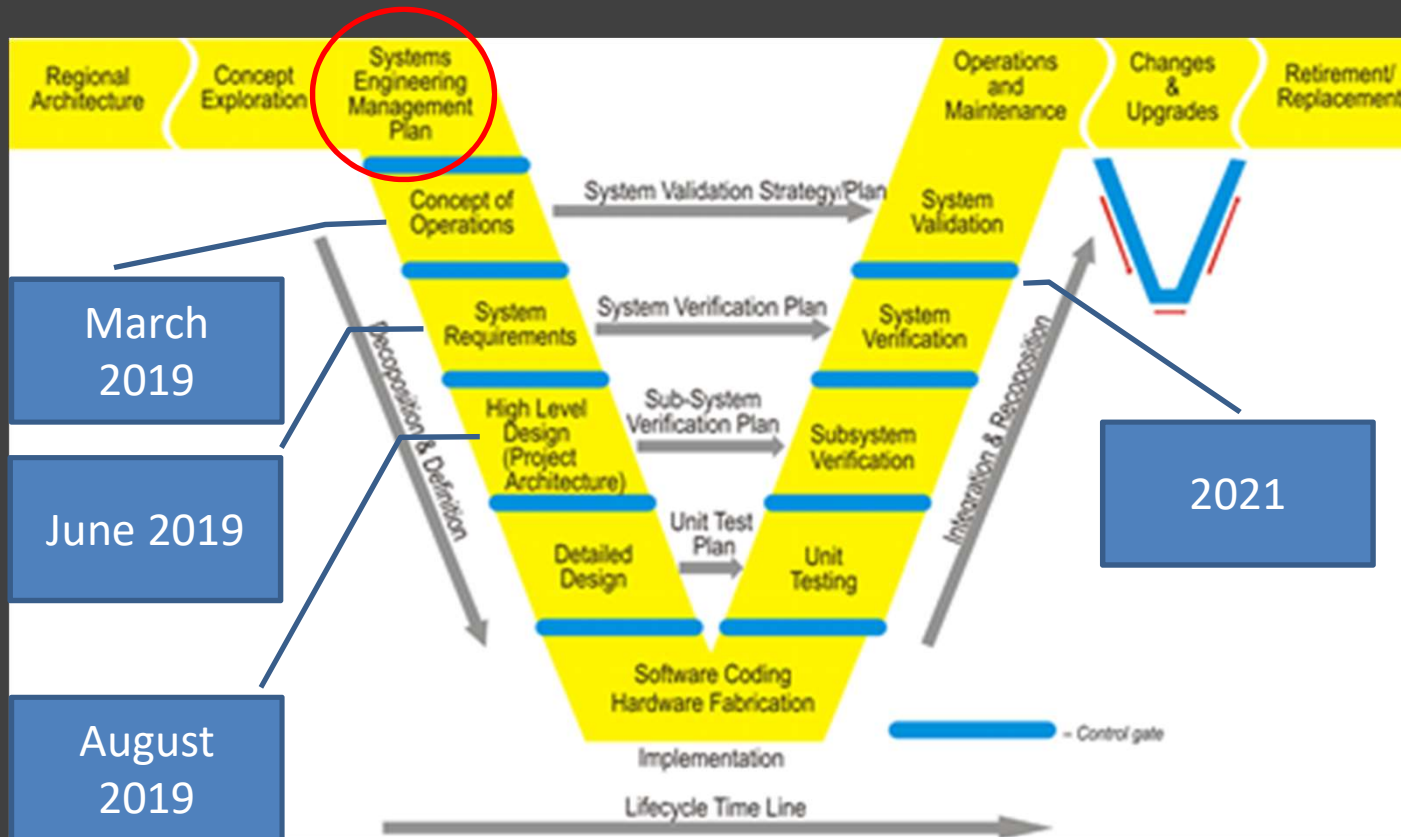 Regional
Architecture
Concept
Exploration
Systems
Engineering
Management
Plan
Operations
and
Maintenance
Changes
&
Upgrades
Retirement/
Replacement
Concept of
Operations
System Validation Strategy/Plan
System
Validation
March
2019
System
Requirements
System Verification Plan
System
Verification
Decoposition & Definition
High Level
Design
(Project
Architecture)
Sub-System
Verification Plan
Subsystem
Verification
Integration & Recoposition
June 2019
2021
Detailed
Design
Unit Test
Plan
Unit
Testing
Software Coding
Hardware Fabrication
August
2019
– Control gate
Implementation
Lifecycle Time Line